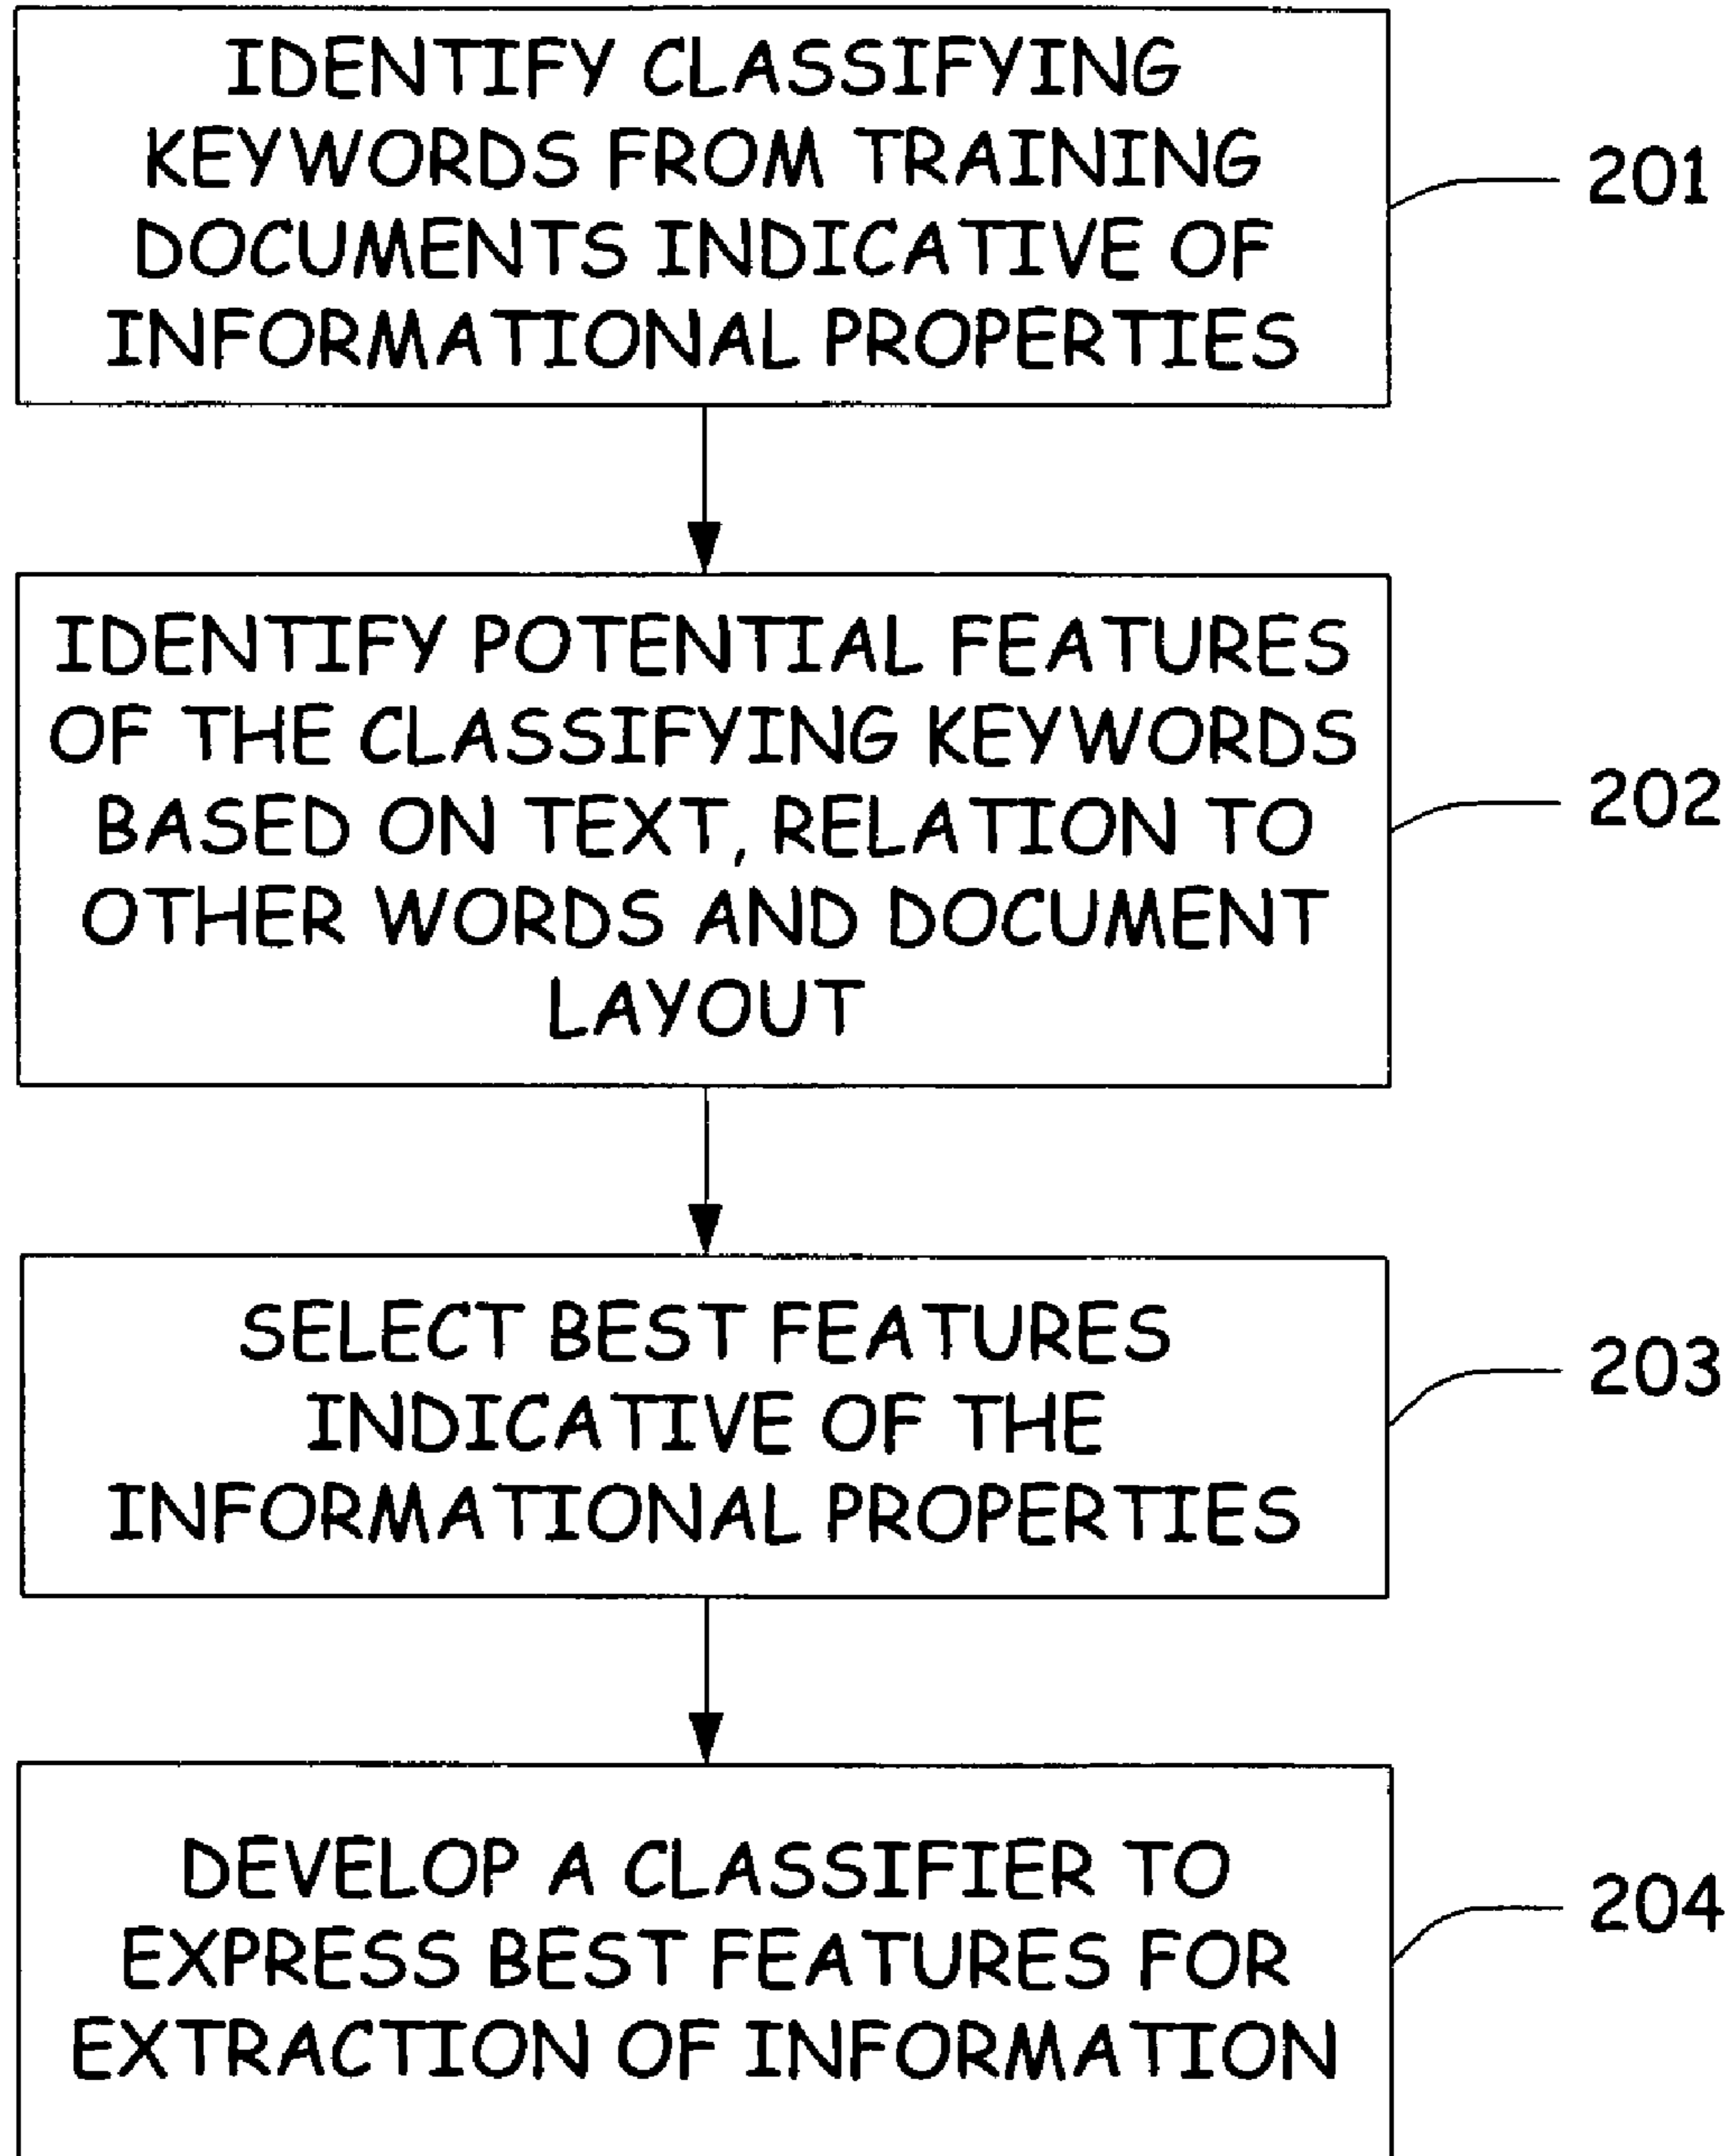 IDENTIFY CLASSIFYING
KEYWORDS FROM TRAINING
DOCUMENTS INDICATIVE OF
INFORMATIONAL PROPERTIES
201
IDENTIFY POTENTIAL FEATURES
OF THE CLASSIFYING KEYWORDS
BASED ON TEXT, RELATION TO
OTHER WORDS AND DOCUMENT
LAYOUT
202
SELECT BEST FEATURES
INDICATIVE OF THE
INFORMATIONAL PROPERTIES
203
DEVELOP A CLASSIFIER TO
EXPRESS BEST FEATURES FOR
EXTRACTION OF INFORMATION
204